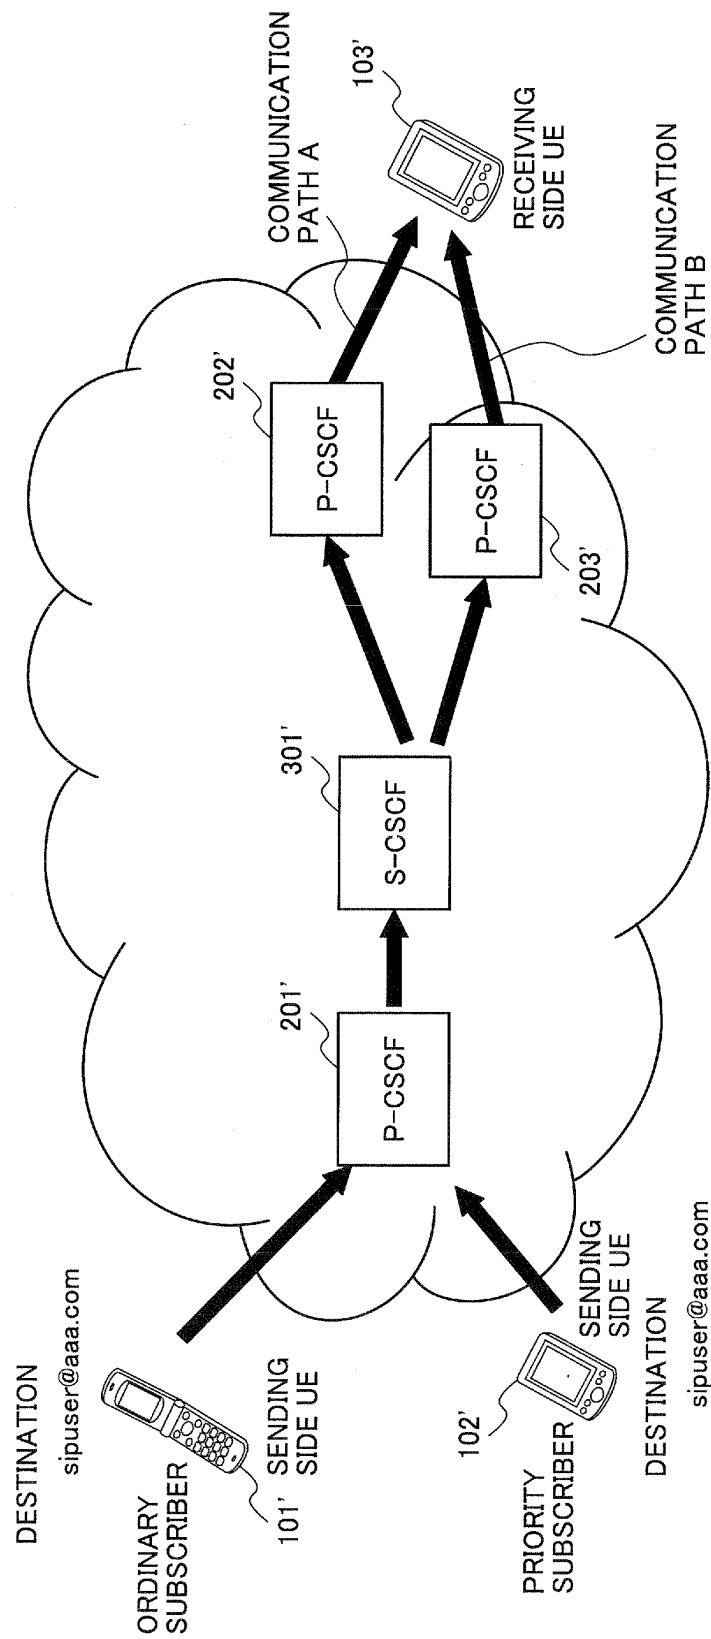 DESTINATION
sipuser@aaa.com
ORDINARY
SUBSCRIBER
101'
SENDING
SIDE UE
102'
PRIORITY
SUBSCRIBER
SENDING
SIDE UE
DESTINATION
sipuser@aaa.com
201'
P-CSCF
301'
S-CSCF
202'
P-CSCF
P-CSCF
203'
COMMUNICATION
PATH A
103'
RECEIVING
SIDE UE
COMMUNICATION
PATH B